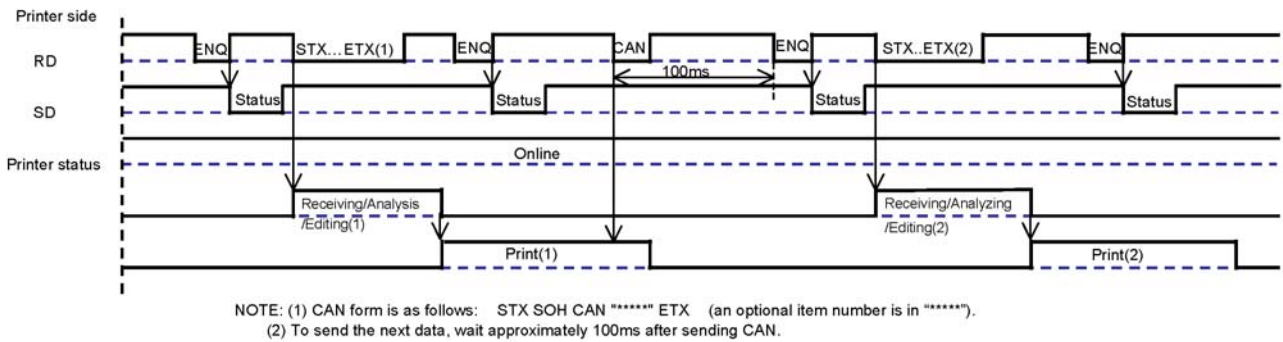 Printer side
RD
ENQ
STX...ETX(1)
ENQ
CAN
ENQ
STX..ETX(2)
ENQ
100ms
SD
Status
Status
Status
Status
Printer status
Online
Receiving/Analysis
/Editing(1)
Receiving/Analyzing
/Editing(2)
Print(1)
Print(2)
NOTE: (1) CAN form is as follows: STX SOH CAN "*****" ETX (an optional item number is in "*****").
(2) To send the next data, wait approximately 100ms after sending CAN.